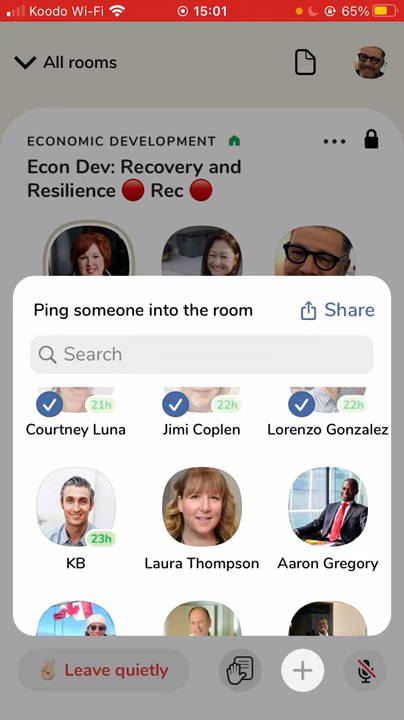 Koodo Wi-Fi 15:01 65%
All rooms
ECONOMIC DEVELOPMENT
Econ Dev: Recovery and
Resilience 🔴 Rec 🔴
Ping someone into the room Share
Search
21h 22h 22h
Courtney Luna Jimi Coplen Lorenzo Gonzalez
23h
KB Laura Thompson Aaron Gregory
✌🏼 Leave quietly